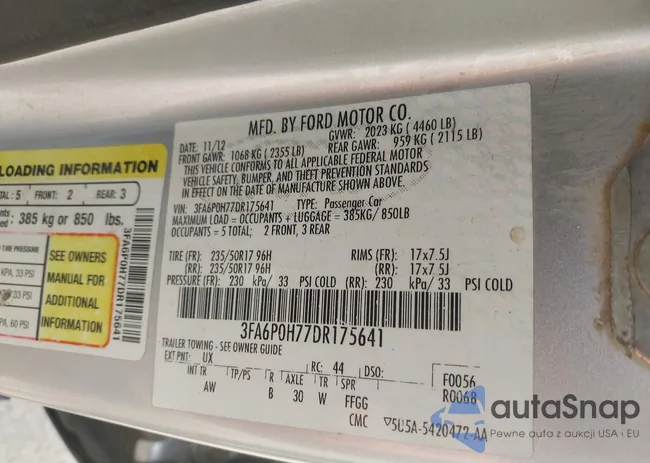 LOADING INFORMATION
TAL: 5 FRONT: 2 REAR: 3
385 kg or 850 lbs.
TIRE PRESSURE
KPA, 33 PSI
33 PSI
PA, 60 PSI
SEE OWNERS
MANUAL FOR
ADDITIONAL
INFORMATION
3FA6P0H77DR175641
MFD. BY FORD MOTOR CO.
DATE: 11/12 GVWR: 2023 KG ( 4460 LB)
FRONT GAWR: 1068 KG ( 2355 LB) REAR GAWR: 959 KG ( 2115 LB)
THIS VEHICLE CONFORMS TO ALL APPLICABLE FEDERAL MOTOR
VEHICLE SAFETY, BUMPER, AND THEFT PREVENTION STANDARDS
IN EFFECT ON THE DATE OF MANUFACTURE SHOWN ABOVE.
VIN: 3FA6P0H77DR175641 TYPE: Passenger Car
MAXIMUM LOAD = OCCUPANTS + LUGGAGE = 385KG/ 850LB
OCCUPANTS = 5 TOTAL; 2 FRONT, 3 REAR
TIRE (FR): 235/50R17 96H RIMS (FR): 17x7.5J
(RR): 235/50R17 96H (RR): 17x7.5J
PRESSURE (FR): 230 kPa/ 33 PSI COLD (RR): 230 kPa/ 33 PSI COLD
3FA6P0H77DR175641
TRAILER TOWING - SEE OWNER GUIDE
EXT PNT: UX RC: 44 DSO: F0056
R0068
INT TR TP/PS R AXLE TR SPR
AW B 30 W FFGG
CMC 5U5A-5420472-AA
autaSnap
Pewne auta z aukcji USA i EU